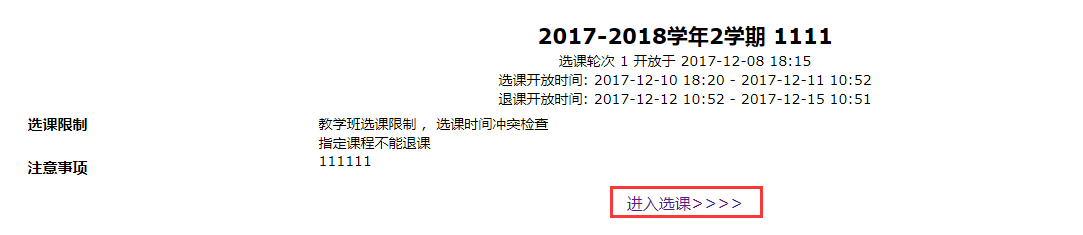 2017-2018学年2学期 1111
选课轮次 1 开放于 2017-12-08 18:15
选课开放时间: 2017-12-10 18:20 - 2017-12-11 10:52
退课开放时间: 2017-12-12 10:52 - 2017-12-15 10:51
选课限制
教学班选课限制 ，选课时间冲突检查
指定课程不能退课
注意事项
111111
进入选课>>>>